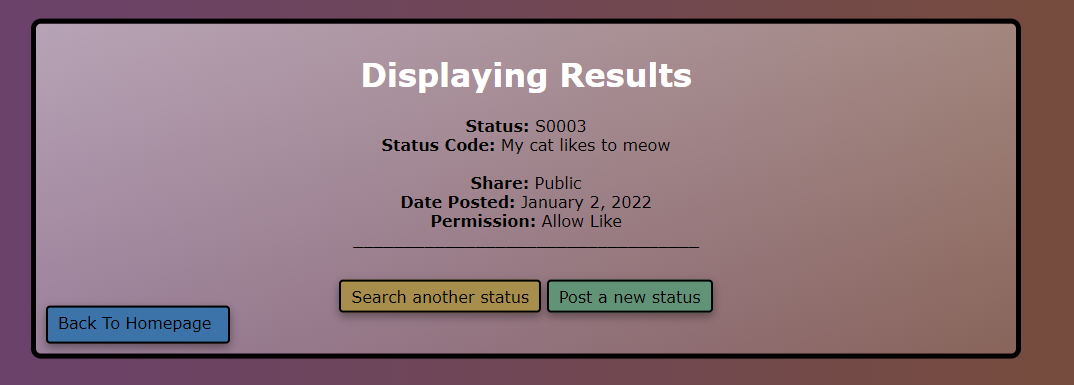 Displaying Results
Status: S0003
Status Code: My cat likes to meow
Share: Public
Date Posted: January 2, 2022
Permission: Allow Like
___________________________________
Search another status
Post a new status
Back To Homepage